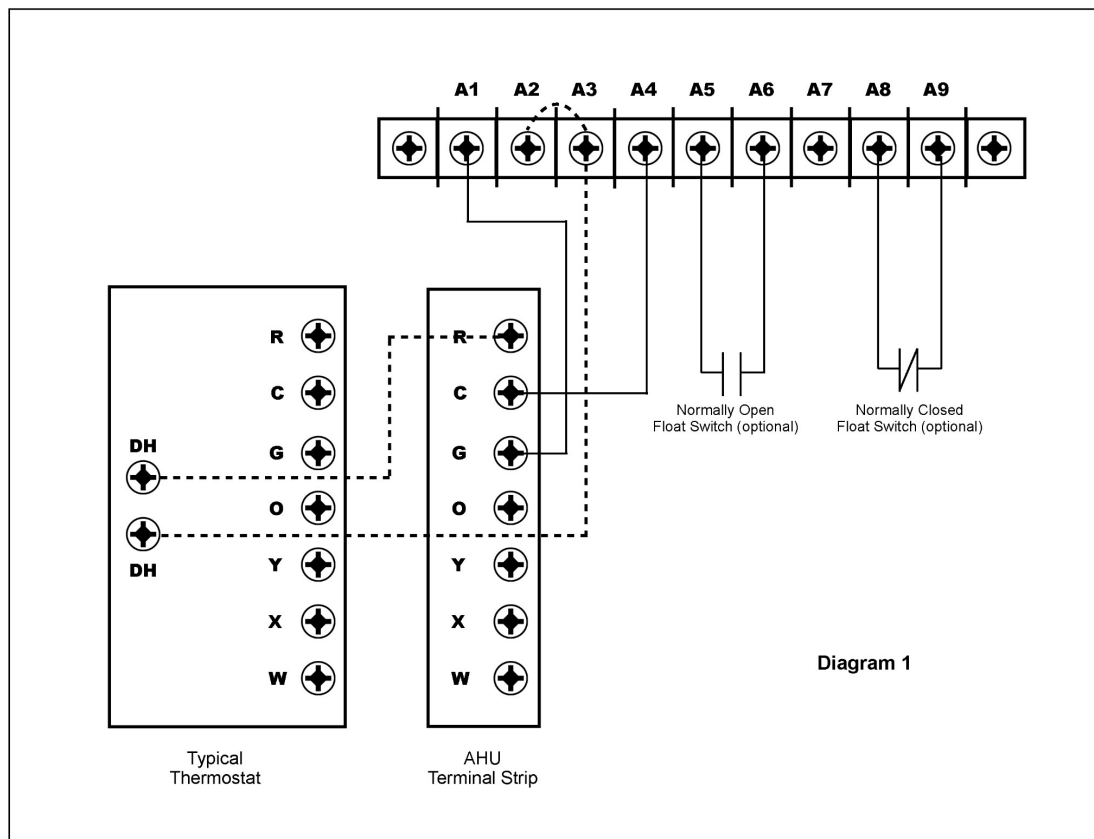 A1 A2 A3 A4 A5 A6 A7 A8 A9
R
C
G
O
Y
X
W
DH
DH
R
C
G
O
Y
X
W
Normally Open
Float Switch (optional)
Normally Closed
Float Switch (optional)
Diagram 1
Typical
Thermostat
AHU
Terminal Strip